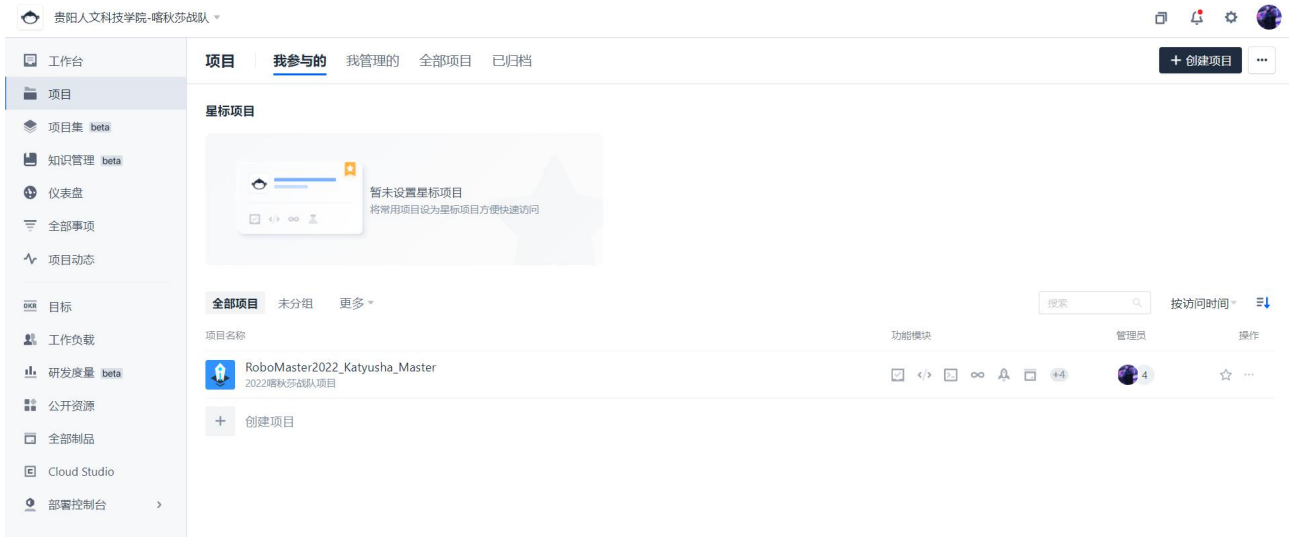 贵阳人文科技学院-喀秋莎战队
工作台
项目
项目集 beta
知识管理 beta
仪表盘
全部事项
项目动态
OKR 目标
工作负载
研发度量 beta
公开资源
全部制品
Cloud Studio
部署控制台
项目 我参与的 我管理的 全部项目 已归档 + 创建项目
星标项目
暂未设置星标项目
将常用项目设为星标项目方便快速访问
全部项目 未分组 更多 搜索 按访问时间
项目名称 功能模块 管理员 操作
RoboMaster2022_Katyusha_Master +4 4
2022喀秋莎战队项目
+ 创建项目